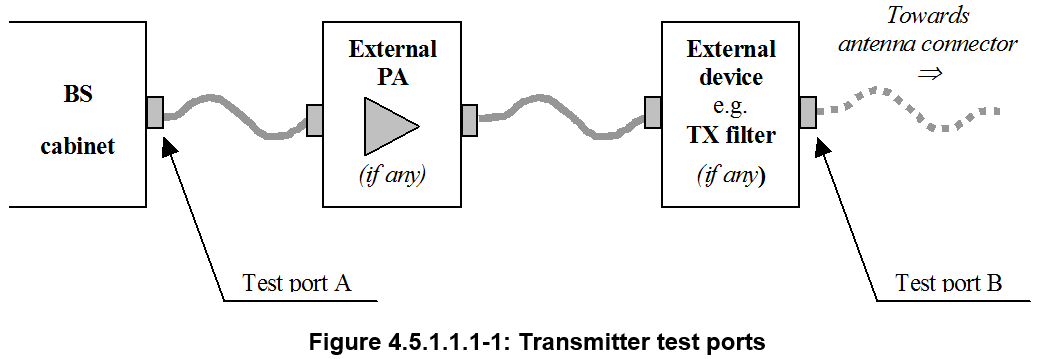 BS
cabinet
External
PA
(if any)
External
device
e.g.
TX filter
(if any)
Towards
antenna connector
⇒
Test port A
Test port B
Figure 4.5.1.1.1-1: Transmitter test ports